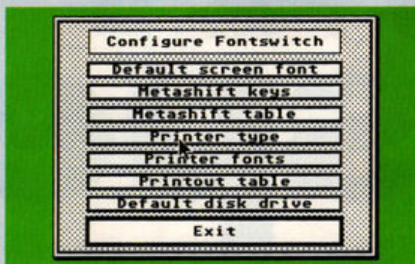 Configure Fontswitch
Default screen font
Metashift keys
Metashift table
Printer type
Printer fonts
Printout table
Default disk drive
Exit